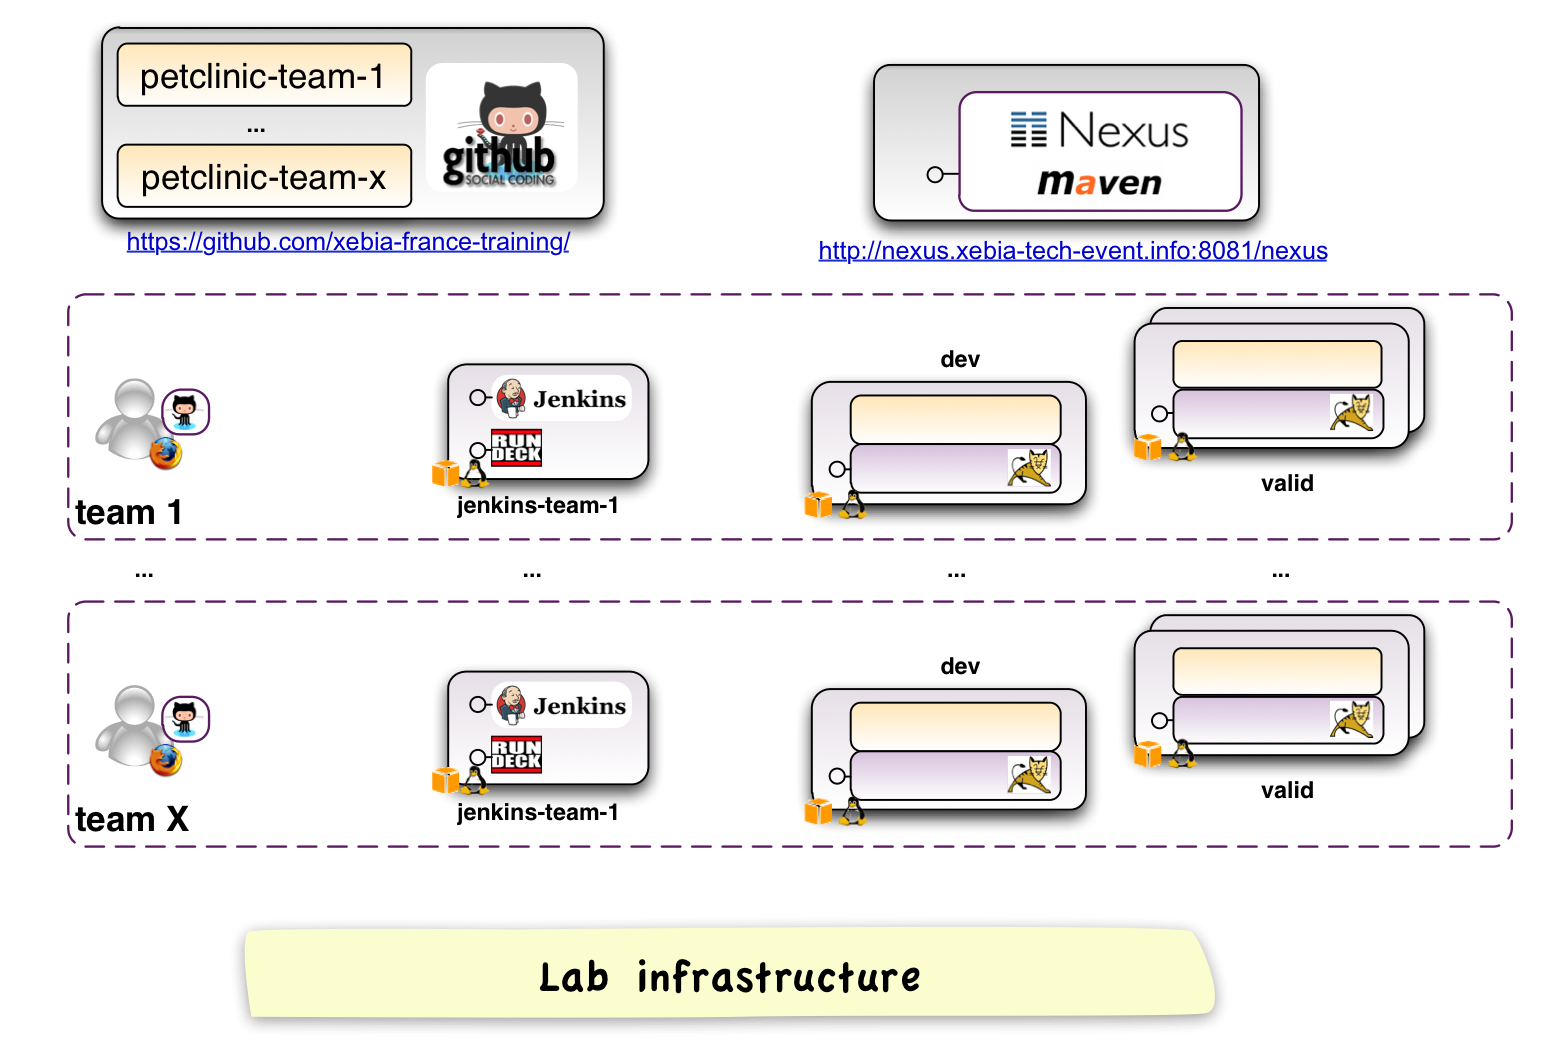 petclinic-team-1
...
petclinic-team-x
github
SOCIAL CODING
https://github.com/xebia-france-training/
Nexus
maven
http://nexus.xebia-tech-event.info:8081/nexus
team 1
Jenkins
RUN
DECK
jenkins-team-1
dev
valid
... ... ... ...
team X
Jenkins
RUN
DECK
jenkins-team-1
dev
valid
Lab infrastructure